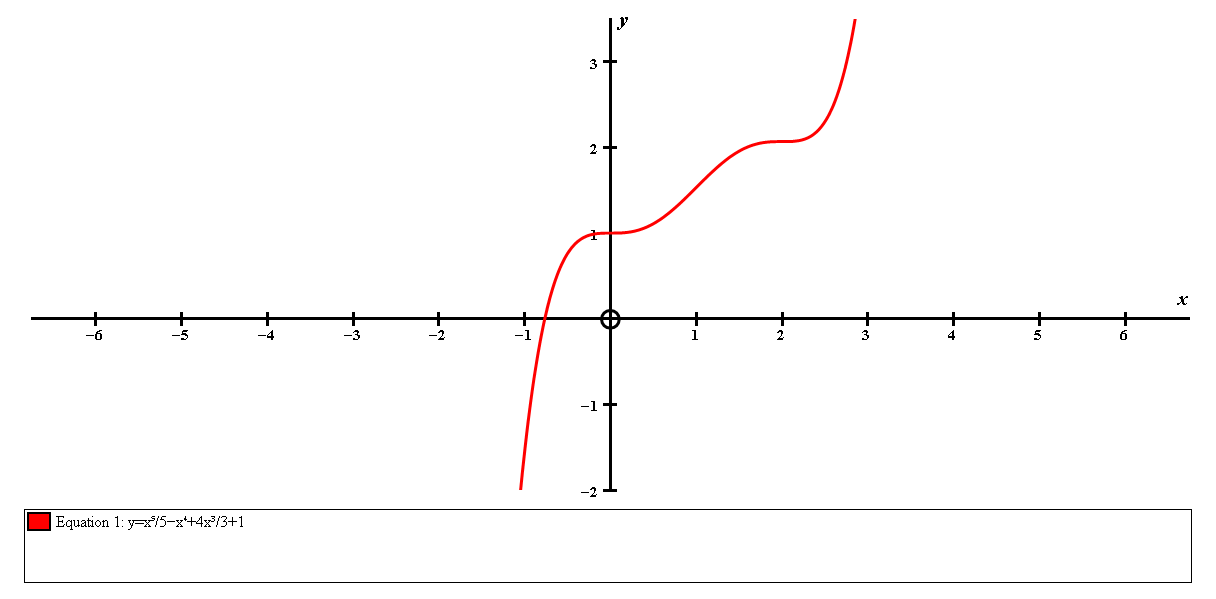 y
3
2
1
x
−6 −5 −4 −3 −2 −1 1 2 3 4 5 6
−1
−2
Equation 1: y=x⁵/5−x⁴+4x³/3+1